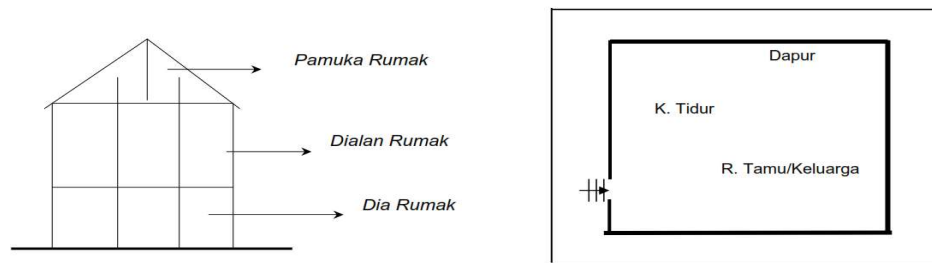 Pamuka Rumak
Dialan Rumak
Dia Rumak
Dapur
K. Tidur
R. Tamu/Keluarga